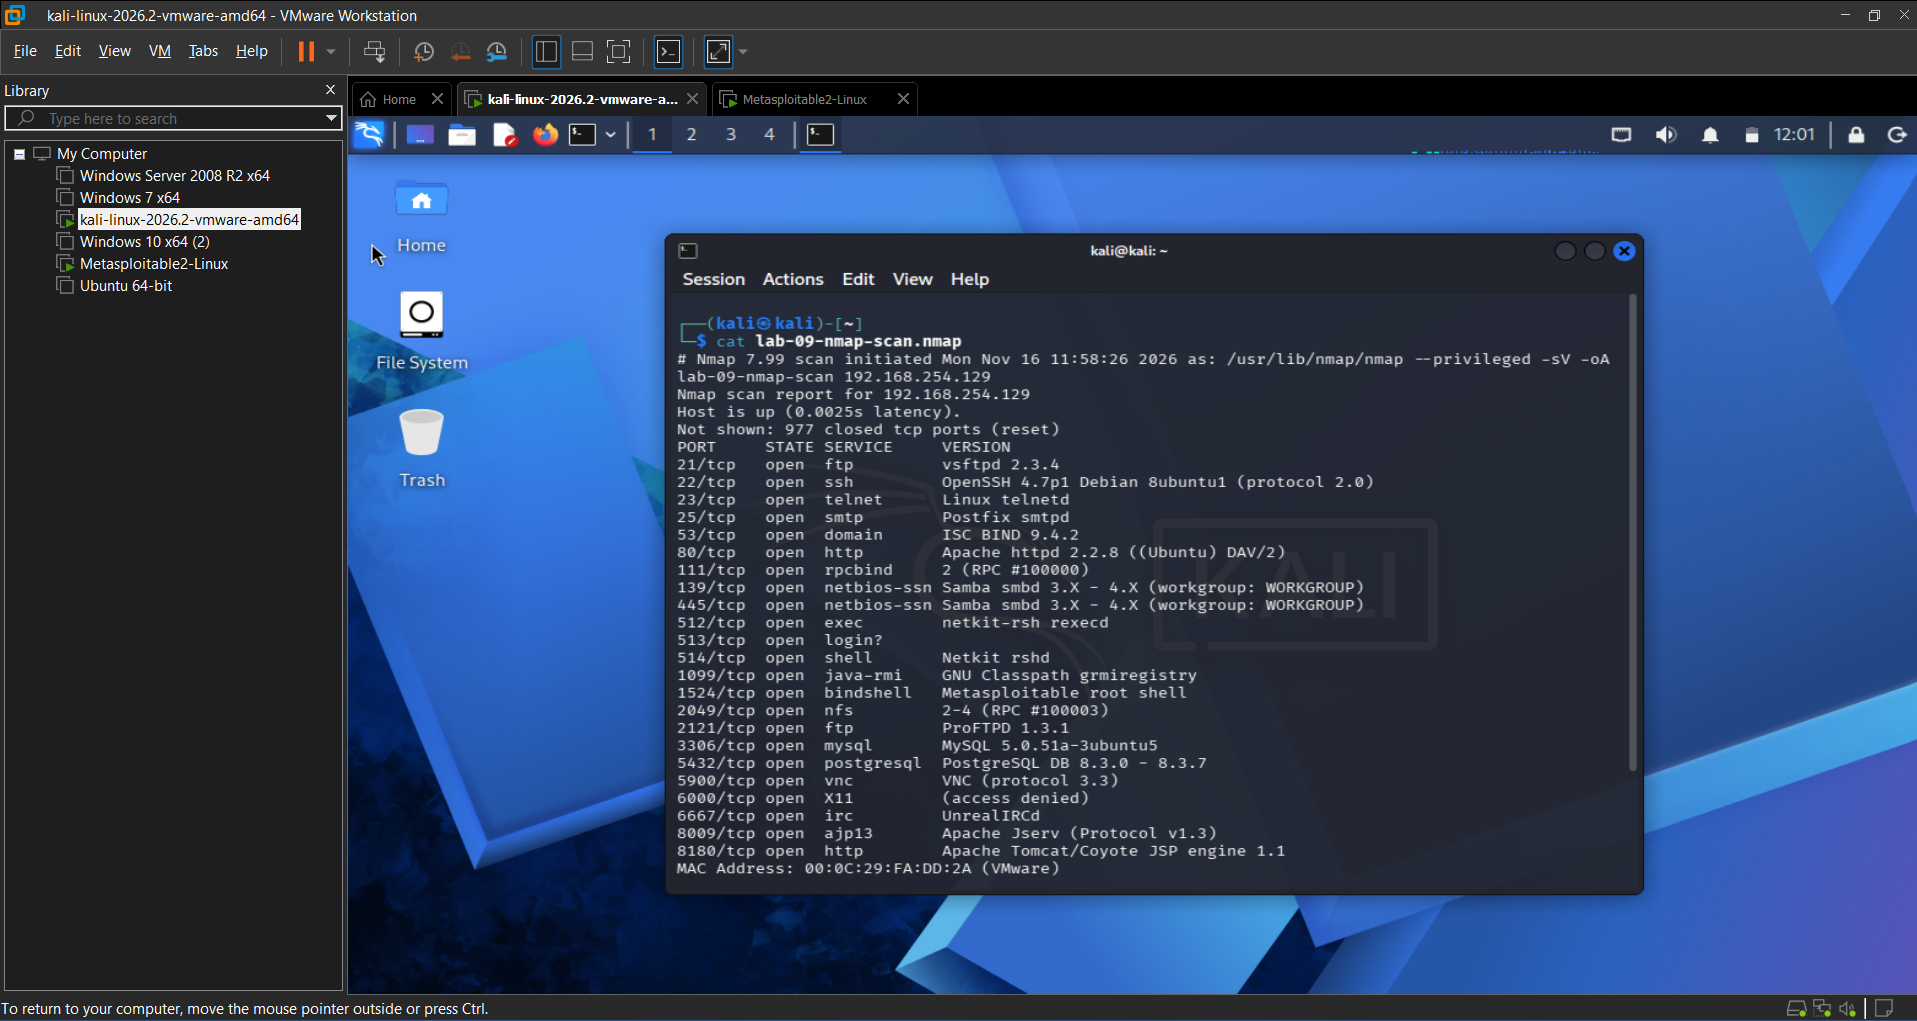 kali-linux-2026.2-vmware-amd64 - VMware Workstation
File Edit View VM Tabs Help
Library
Type here to search
My Computer
Windows Server 2008 R2 x64
Windows 7 x64
kali-linux-2026.2-vmware-amd64
Windows 10 x64 (2)
Metasploitable2-Linux
Ubuntu 64-bit
Home kali-linux-2026.2-vmware-a... Metasploitable2-Linux
1 2 3 4 12:01
Home
File System
Trash
kali@kali: ~
Session Actions Edit View Help
┌──(kali㉿kali)-[~]
└─$ cat lab-09-nmap-scan.nmap
# Nmap 7.99 scan initiated Mon Nov 16 11:58:26 2026 as: /usr/lib/nmap/nmap --privileged -sV -oA
lab-09-nmap-scan 192.168.254.129
Nmap scan report for 192.168.254.129
Host is up (0.0025s latency).
Not shown: 977 closed tcp ports (reset)
PORT     STATE SERVICE     VERSION
21/tcp   open  ftp         vsftpd 2.3.4
22/tcp   open  ssh         OpenSSH 4.7p1 Debian 8ubuntu1 (protocol 2.0)
23/tcp   open  telnet      Linux telnetd
25/tcp   open  smtp        Postfix smtpd
53/tcp   open  domain      ISC BIND 9.4.2
80/tcp   open  http        Apache httpd 2.2.8 ((Ubuntu) DAV/2)
111/tcp  open  rpcbind     2 (RPC #100000)
139/tcp  open  netbios-ssn Samba smbd 3.X - 4.X (workgroup: WORKGROUP)
445/tcp  open  netbios-ssn Samba smbd 3.X - 4.X (workgroup: WORKGROUP)
512/tcp  open  exec        netkit-rsh rexecd
513/tcp  open  login?
514/tcp  open  shell       Netkit rshd
1099/tcp open  java-rmi    GNU Classpath grmiregistry
1524/tcp open  bindshell   Metasploitable root shell
2049/tcp open  nfs         2-4 (RPC #100003)
2121/tcp open  ftp         ProFTPD 1.3.1
3306/tcp open  mysql       MySQL 5.0.51a-3ubuntu5
5432/tcp open  postgresql  PostgreSQL DB 8.3.0 - 8.3.7
5900/tcp open  vnc         VNC (protocol 3.3)
6000/tcp open  X11         (access denied)
6667/tcp open  irc         UnrealIRCd
8009/tcp open  ajp13       Apache Jserv (Protocol v1.3)
8180/tcp open  http        Apache Tomcat/Coyote JSP engine 1.1
MAC Address: 00:0C:29:FA:DD:2A (VMware)
KALI
To return to your computer, move the mouse pointer outside or press Ctrl.